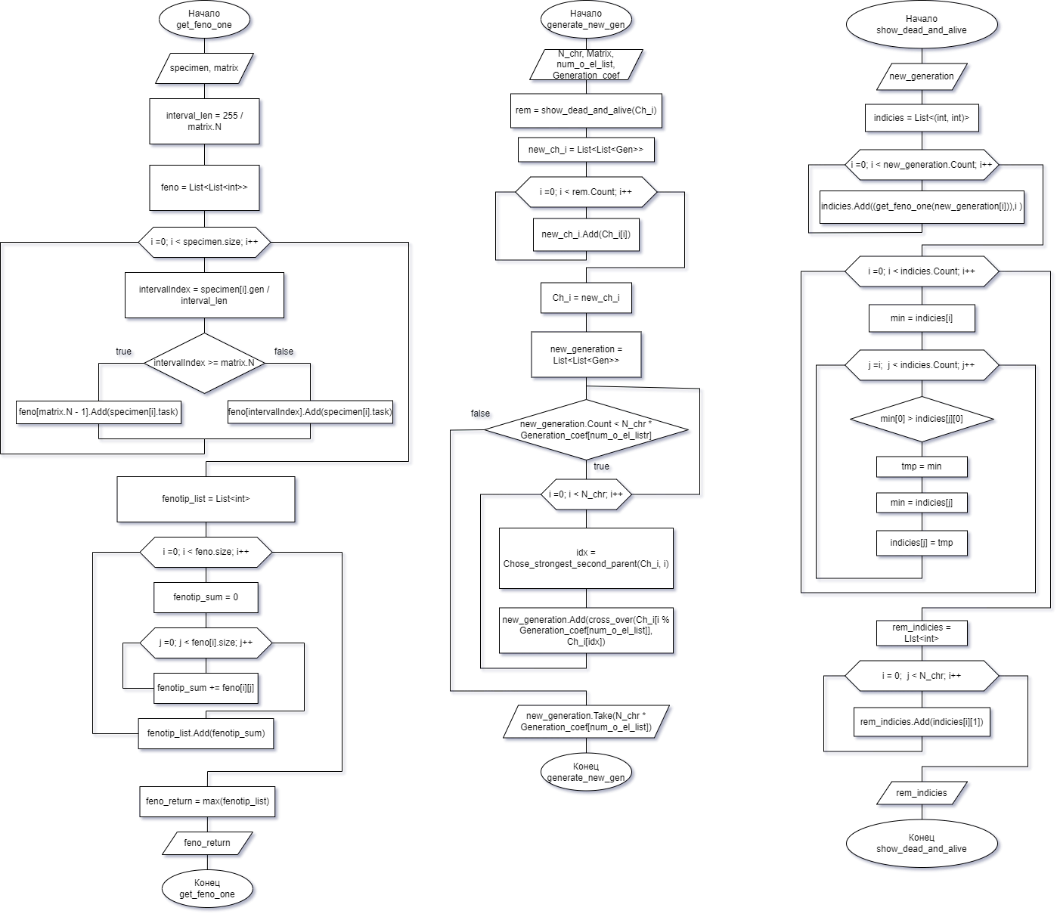 Начало
get_feno_one
specimen, matrix
interval_len = 255 /
matrix.N
feno = List<List<int>>
i =0; i < specimen.size; i++
intervalIndex = specimen[i].gen /
interval_len
true
false
intervalIndex >= matrix.N
feno[matrix.N - 1].Add(specimen[i].task)
feno[intervalIndex].Add(specimen[i].task)
fenotip_list = List<int>
i =0; i < feno.size; i++
fenotip_sum = 0
j =0; j < feno[i].size; j++
fenotip_sum += feno[i][j]
fenotip_list.Add(fenotip_sum)
feno_return = max(fenotip_list)
feno_return
Конец
get_feno_one
Начало
generate_new_gen
N_chr, Matrix,
num_o_el_list,
Generation_coef
rem = show_dead_and_alive(Ch_i)
new_ch_i = List<List<Gen>>
i =0; i < rem.Count; i++
new_ch_i.Add(Ch_i[i])
Ch_i = new_ch_i
new_generation =
List<List<Gen>>
false
new_generation.Count < N_chr *
Generation_coef[num_o_el_listr]
true
i =0; i < N_chr; i++
idx =
Chose_strongest_second_parent(Ch_i, i)
new_generation.Add(cross_over(Ch_i[i %
Generation_coef[num_o_el_list]],
Ch_i[idx])
new_generation.Take(N_chr *
Generation_coef[num_o_el_list])
Конец
generate_new_gen
Начало
show_dead_and_alive
new_generation
indicies = List<(int, int)>
i =0; i < new_generation.Count; i++
indicies.Add((get_feno_one(new_generation[i])),i )
i =0; i < indicies.Count; i++
min = indicies[i]
j =i; j < indicies.Count; j++
min[0] > indicies[j][0]
tmp = min
min = indicies[j]
indicies[j] = tmp
rem_indicies =
LIst<int>
i = 0; j < N_chr; i++
rem_indicies.Add(indicies[i][1])
rem_indicies
Конец
show_dead_and_alive